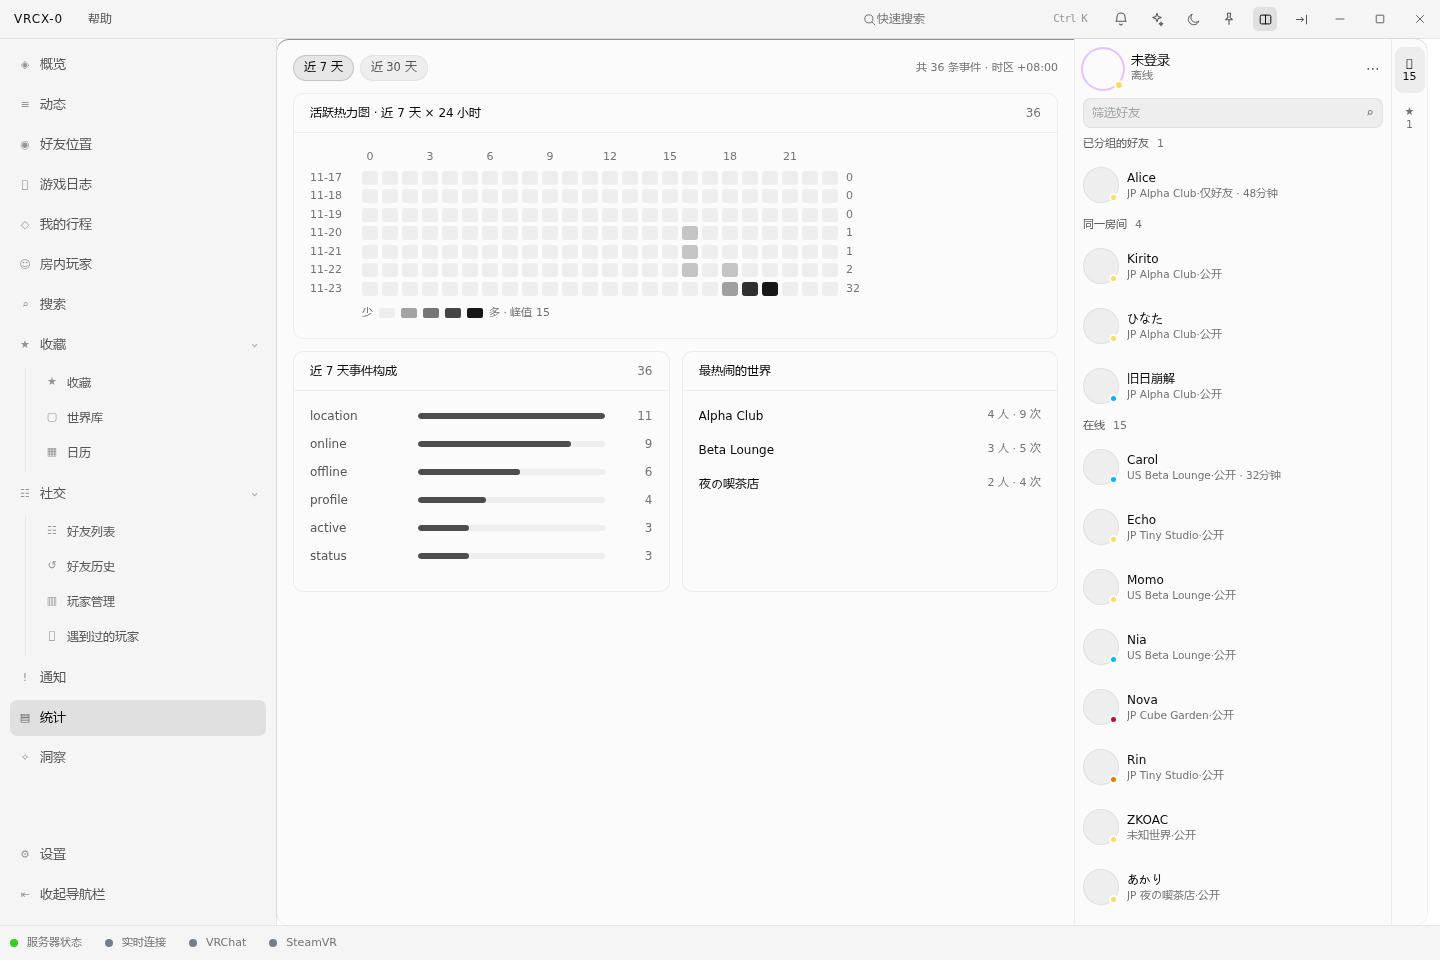 VRCX-0 帮助 快速搜索 Ctrl K
概览
动态
好友位置
游戏日志
我的行程
房内玩家
搜索
收藏
收藏
世界库
日历
社交
好友列表
好友历史
玩家管理
遇到过的玩家
通知
统计
洞察
设置
收起导航栏
近 7 天 近 30 天 共 36 条事件 · 时区 +08:00
活跃热力图 · 近 7 天 × 24 小时 36
0 3 6 9 12 15 18 21
11-17 0
11-18 0
11-19 0
11-20 1
11-21 1
11-22 2
11-23 32
少 多 · 峰值 15
近 7 天事件构成 36
location 11
online 9
offline 6
profile 4
active 3
status 3
最热闹的世界
Alpha Club 4 人 · 9 次
Beta Lounge 3 人 · 5 次
夜の喫茶店 2 人 · 4 次
未登录
离线
筛选好友
已分组的好友 1
Alice
JP Alpha Club·仅好友 · 48分钟
同一房间 4
Kirito
JP Alpha Club·公开
ひなた
JP Alpha Club·公开
旧日崩解
JP Alpha Club·公开
在线 15
Carol
US Beta Lounge·公开 · 32分钟
Echo
JP Tiny Studio·公开
Momo
US Beta Lounge·公开
Nia
US Beta Lounge·公开
Nova
JP Cube Garden·公开
Rin
JP Tiny Studio·公开
ZKOAC
未知世界·公开
あかり
JP 夜の喫茶店·公开
15
1
服务器状态 实时连接 VRChat SteamVR